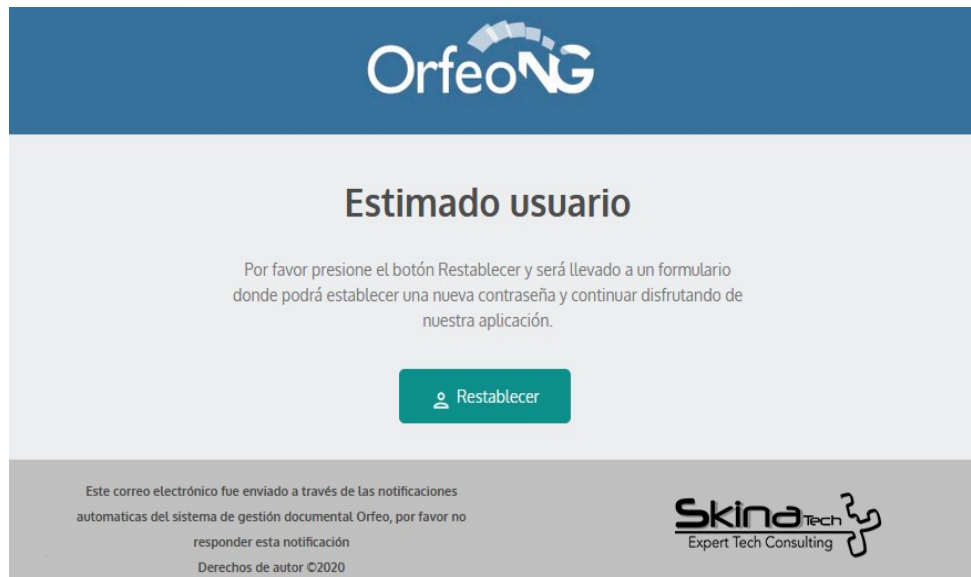 OrfeoNG
Estimado usuario
Por favor presione el botón Restablecer y será llevado a un formulario
donde podrá establecer una nueva contraseña y continuar disfrutando de
nuestra aplicación.
Restablecer
Este correo electrónico fue enviado a través de las notificaciones
automaticas del sistema de gestión documental Orfeo, por favor no
responder esta notificación
Derechos de autor ©2020
Skina Tech
Expert Tech Consulting